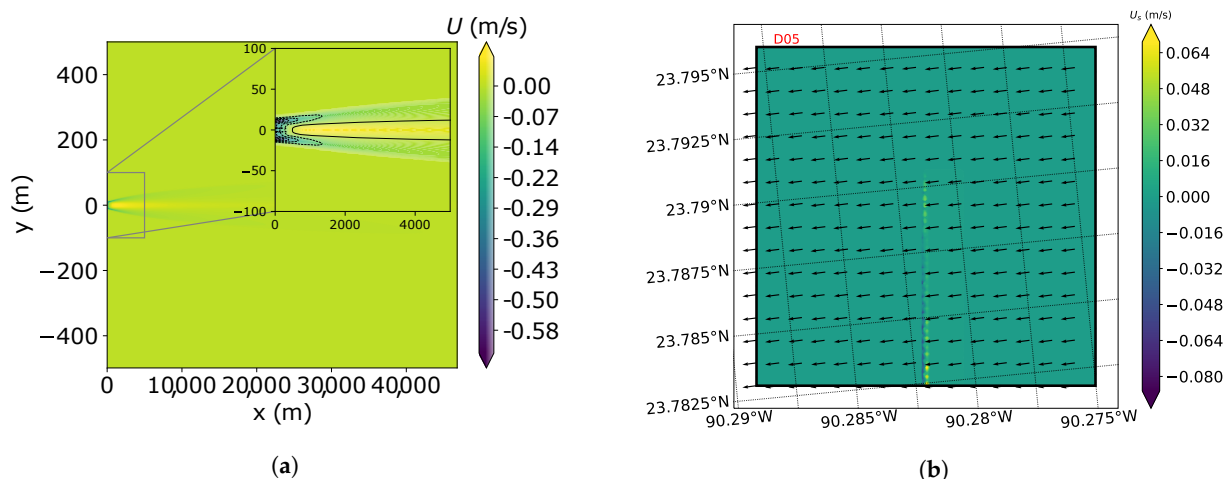 U (m/s)
400
200
0
−200
−400
y (m)
0
10,000
20,000
30,000
40,000
x (m)
100
50
0
−50
−100
0
2000
4000
0.00
-0.07
-0.14
-0.22
-0.29
-0.36
-0.43
-0.50
-0.58
(a)
D05
23.795°N
23.7925°N
23.79°N
23.7875°N
23.785°N
23.7825°N
90.29°W
90.285°W
90.28°W
90.275°W
Us (m/s)
0.064
0.048
0.032
0.016
0.000
−0.016
−0.032
−0.048
−0.064
−0.080
(b)